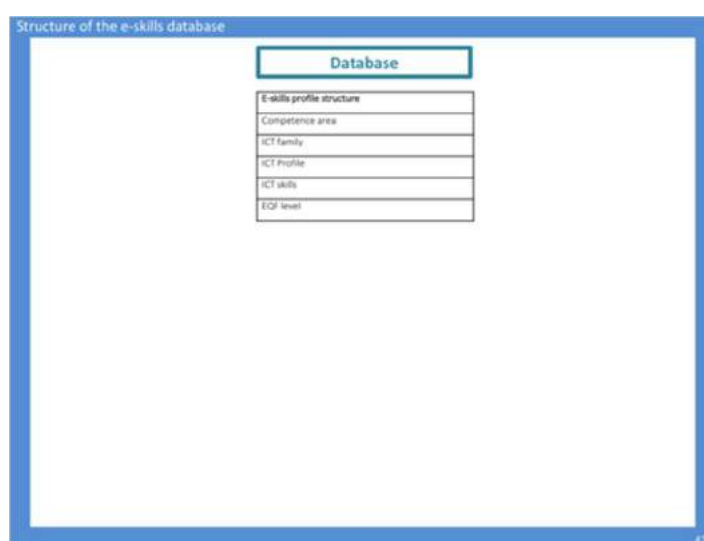 Structure of the e-skills database
Database
E-skills profile structure
Competence area
ICT family
ICT Profile
ICT skills
EQF level